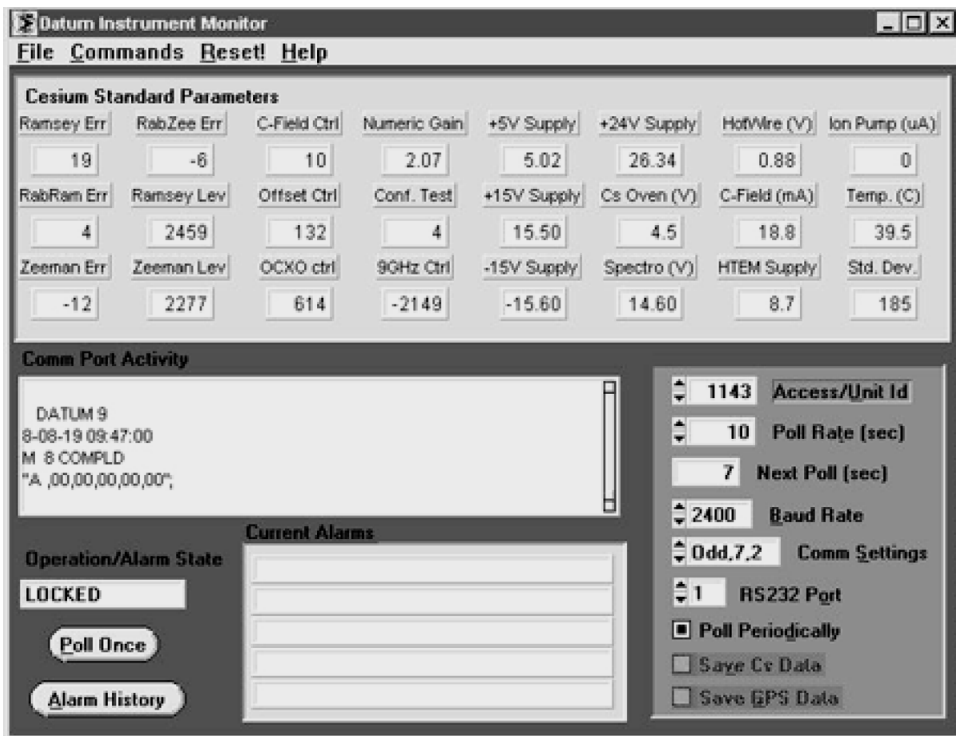 Datum Instrument Monitor
File Commands Reset! Help
Cesium Standard Parameters
Ramsey Err RabZee Err C-Field Ctrl Numeric Gain +5V Supply +24V Supply HotWire (V) Ion Pump (uA)
19 -6 10 2.07 5.02 26.34 0.88 0
RabRam Err Ramsey Lev Offset Ctrl Conf. Test +15V Supply Cs Oven (V) C-Field (mA) Temp. (C)
4 2459 132 4 15.50 4.5 18.8 39.5
Zeeman Err Zeeman Lev OCXO ctrl 9GHz Ctrl -15V Supply Spectro (V) HTEM Supply Std. Dev.
-12 2277 614 -2149 -15.60 14.60 8.7 185
Comm Port Activity
DATUM 9
8-08-19 09:47:00
M 8 COMPLD
"A ,00,00,00,00,00";
Operation/Alarm State
LOCKED
Poll Once
Alarm History
Current Alarms
1143 Access/Unit Id
10 Poll Rate (sec)
7 Next Poll (sec)
2400 Baud Rate
Odd,7,2 Comm Settings
1 RS232 Port
Poll Periodically
Save Cs Data
Save GPS Data